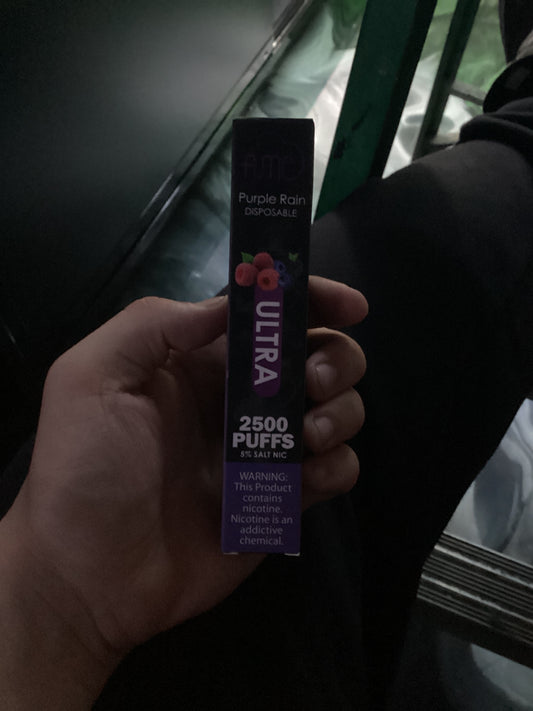 fume
Purple Rain
DISPOSABLE
ULTRA
2500
PUFFS
5% SALT NIC
WARNING:
This Product
contains
nicotine.
Nicotine is an
addictive
chemical.